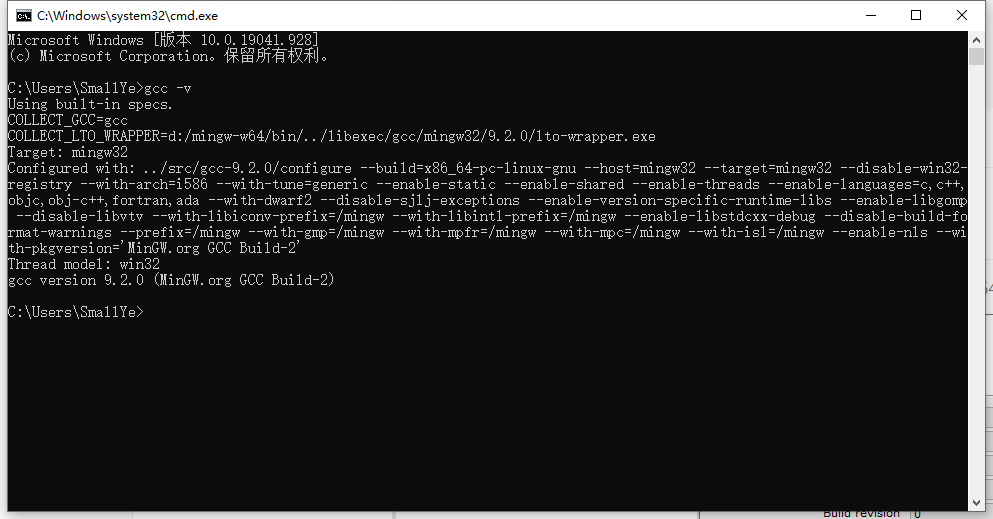 C:\Windows\system32\cmd.exe
Microsoft Windows [版本 10.0.19041.928]
(c) Microsoft Corporation。保留所有权利。
C:\Users\SmallYe>gcc -v
Using built-in specs.
COLLECT_GCC=gcc
COLLECT_LTO_WRAPPER=d:/mingw-w64/bin/../libexec/gcc/mingw32/9.2.0/lto-wrapper.exe
Target: mingw32
Configured with: ../src/gcc-9.2.0/configure --build=x86_64-pc-linux-gnu --host=mingw32 --target=mingw32 --disable-win32-
registry --with-arch=i586 --with-tune=generic --enable-static --enable-shared --enable-threads --enable-languages=c,c++,
objc,obj-c++,fortran,ada --with-dwarf2 --disable-sjlj-exceptions --enable-version-specific-runtime-libs --enable-libgomp
 --disable-libvtv --with-libiconv-prefix=/mingw --with-libintl-prefix=/mingw --enable-libstdcxx-debug --disable-build-fo
rmat-warnings --prefix=/mingw --with-gmp=/mingw --with-mpfr=/mingw --with-mpc=/mingw --with-isl=/mingw --enable-nls --wi
th-pkgversion='MinGW.org GCC Build-2'
Thread model: win32
gcc version 9.2.0 (MinGW.org GCC Build-2)
C:\Users\SmallYe>
Build revision 0